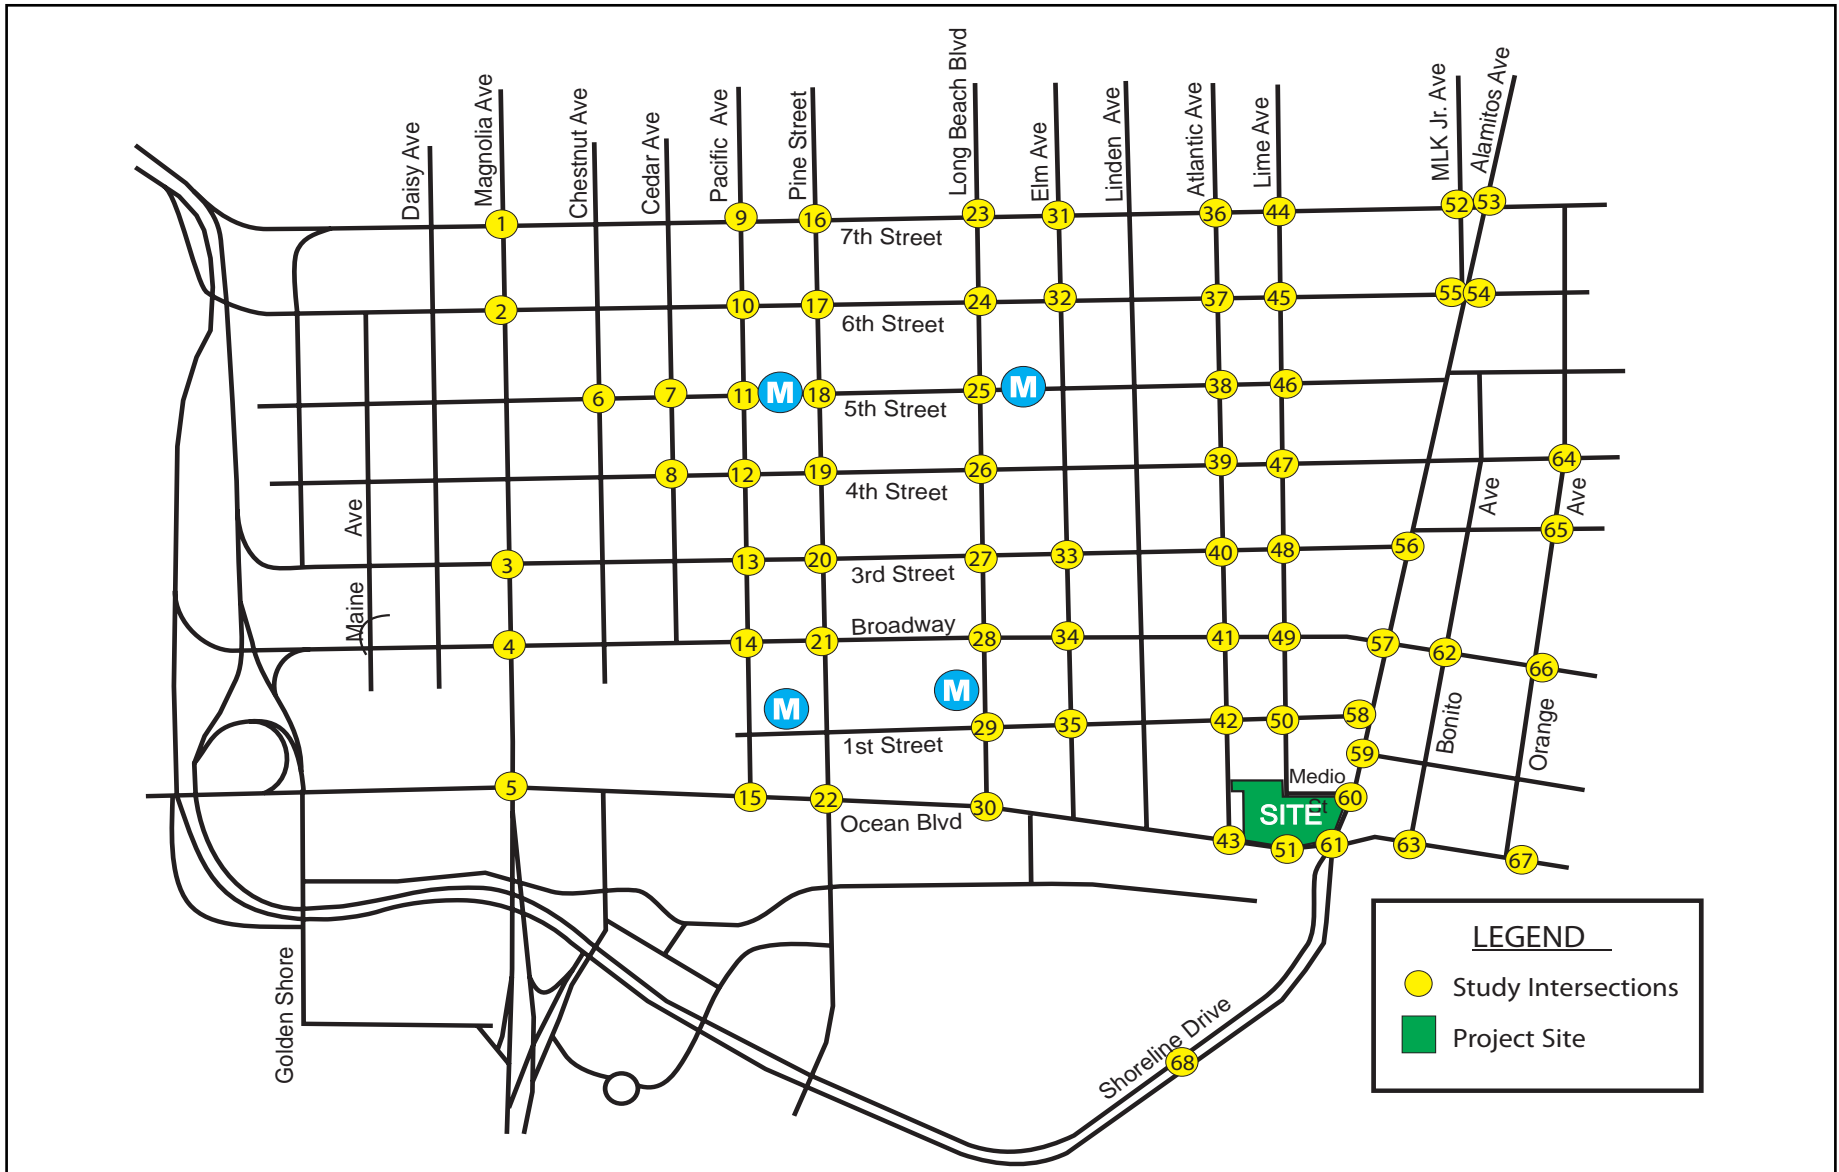 Daisy Ave
Magnolia Ave
Chestnut Ave
Cedar Ave
Pacific Ave
Pine Street
Long Beach Blvd
Elm Ave
Linden Ave
Atlantic Ave
Lime Ave
MLK Jr. Ave
Alamitos Ave
1
9
16
23
31
36
44
52
53
7th Street
2
10
17
24
32
37
45
55
54
6th Street
6
7
11
M
18
25
M
38
46
5th Street
8
12
19
26
39
47
64
4th Street
Maine Ave
Ave
Ave
65
3
13
20
27
33
40
48
56
3rd Street
Broadway
4
14
21
28
34
41
49
57
62
66
M
M
29
35
42
50
58
1st Street
59
Bonito
Orange
Medio
St
5
15
22
30
60
SITE
Ocean Blvd
43
51
61
63
67
Golden Shore
Shoreline Drive
68
LEGEND
Study Intersections
Project Site